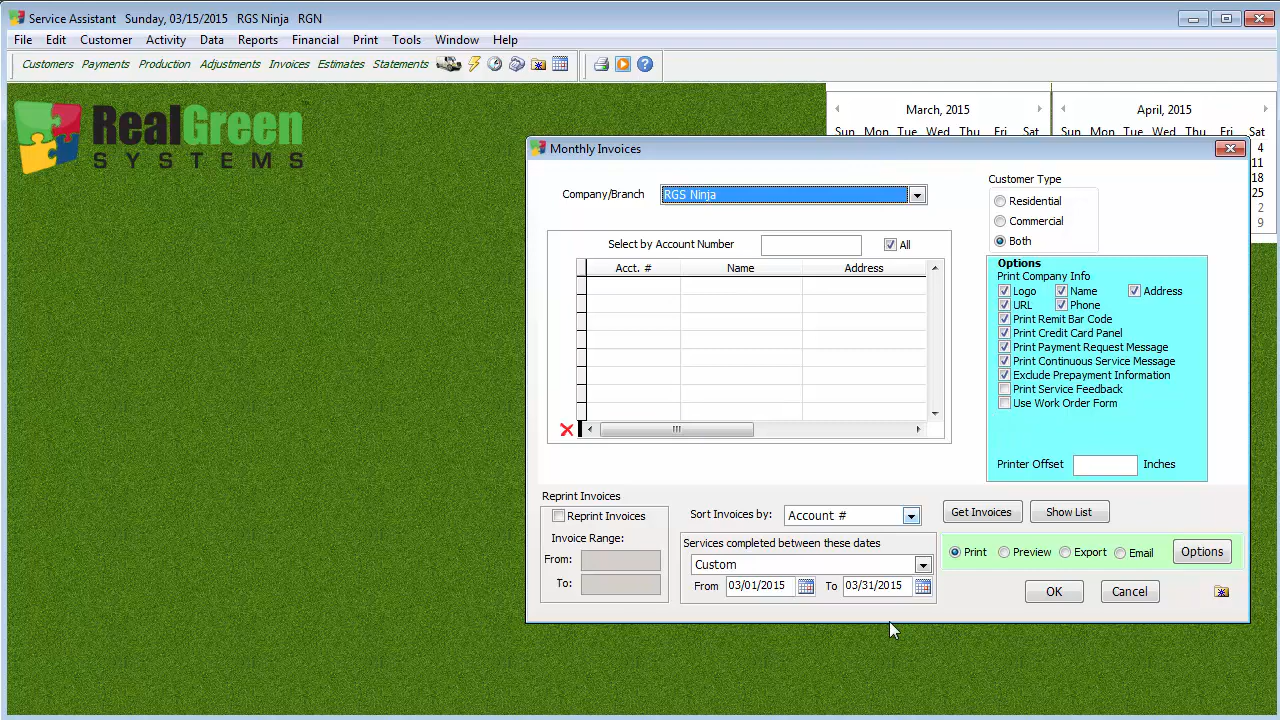 Service Assistant Sunday, 03/15/2015 RGS Ninja RGN
File Edit Customer Activity Data Reports Financial Print Tools Window Help
Customers Payments Production Adjustments Invoices Estimates Statements
RealGreen
SYSTEMS
March, 2015 April, 2015
Sun Mon Tue Wed Thu Fri Sat Sun Mon Tue Wed Thu Fri Sat
4
11
18
25
2
9
Monthly Invoices
Company/Branch RGS Ninja
Customer Type
Residential
Commercial
Both
Select by Account Number All
Acct. # Name Address
Options
Print Company Info
Logo Name Address
URL Phone
Print Remit Bar Code
Print Credit Card Panel
Print Payment Request Message
Print Continuous Service Message
Exclude Prepayment Information
Print Service Feedback
Use Work Order Form
Printer Offset Inches
Reprint Invoices
Reprint Invoices
Invoice Range:
From:
To:
Sort Invoices by: Account #
Services completed between these dates
Custom
From 03/01/2015 To 03/31/2015
Get Invoices Show List
Print Preview Export Email Options
OK Cancel